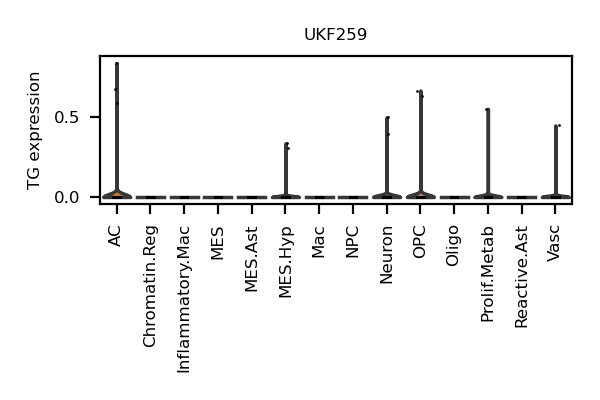 UKF259
TG expression
0.5
0.0
AC
Chromatin.Reg
Inflammatory.Mac
MES
MES.Ast
MES.Hyp
Mac
NPC
Neuron
OPC
Oligo
Prolif.Metab
Reactive.Ast
Vasc